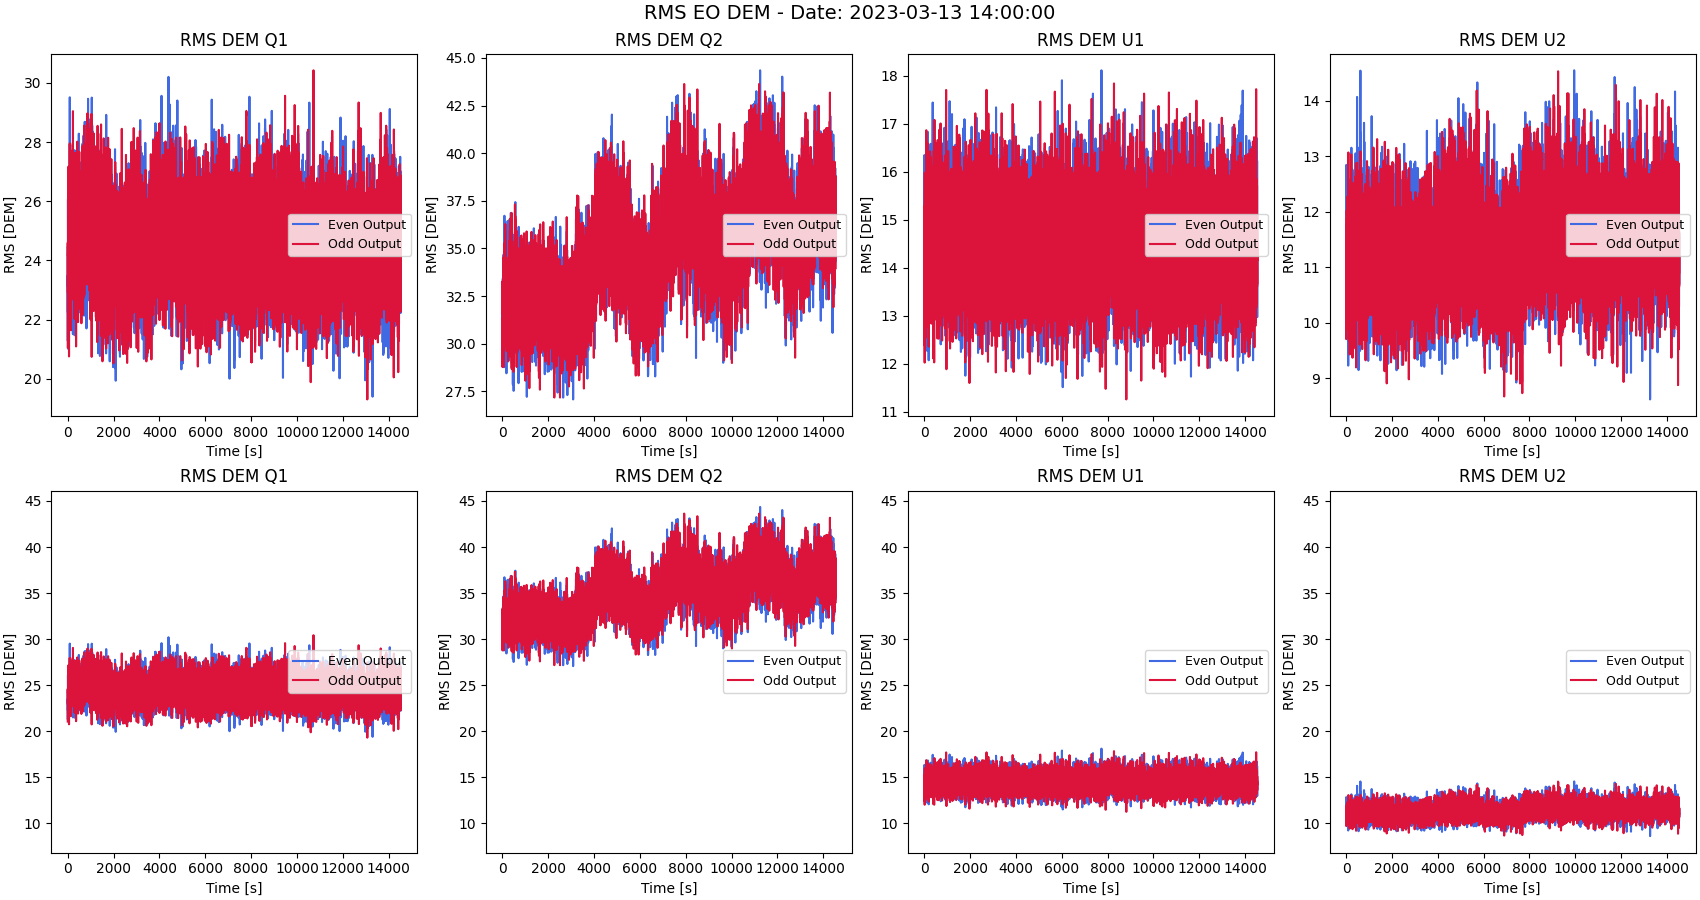 RMS EO DEM - Date: 2023-03-13 14:00:00
RMS DEM Q1
RMS [DEM]
30
28
26
24
22
20
0 2000 4000 6000 8000 10000 12000 14000
Time [s]
Even Output
Odd Output
RMS DEM Q2
RMS [DEM]
45.0
42.5
40.0
37.5
35.0
32.5
30.0
27.5
0 2000 4000 6000 8000 10000 12000 14000
Time [s]
Even Output
Odd Output
RMS DEM U1
RMS [DEM]
18
17
16
15
14
13
12
11
0 2000 4000 6000 8000 10000 12000 14000
Time [s]
Even Output
Odd Output
RMS DEM U2
RMS [DEM]
14
13
12
11
10
9
0 2000 4000 6000 8000 10000 12000 14000
Time [s]
Even Output
Odd Output
RMS DEM Q1
RMS [DEM]
45
40
35
30
25
20
15
10
0 2000 4000 6000 8000 10000 12000 14000
Time [s]
Even Output
Odd Output
RMS DEM Q2
RMS [DEM]
45
40
35
30
25
20
15
10
0 2000 4000 6000 8000 10000 12000 14000
Time [s]
Even Output
Odd Output
RMS DEM U1
RMS [DEM]
45
40
35
30
25
20
15
10
0 2000 4000 6000 8000 10000 12000 14000
Time [s]
Even Output
Odd Output
RMS DEM U2
RMS [DEM]
45
40
35
30
25
20
15
10
0 2000 4000 6000 8000 10000 12000 14000
Time [s]
Even Output
Odd Output